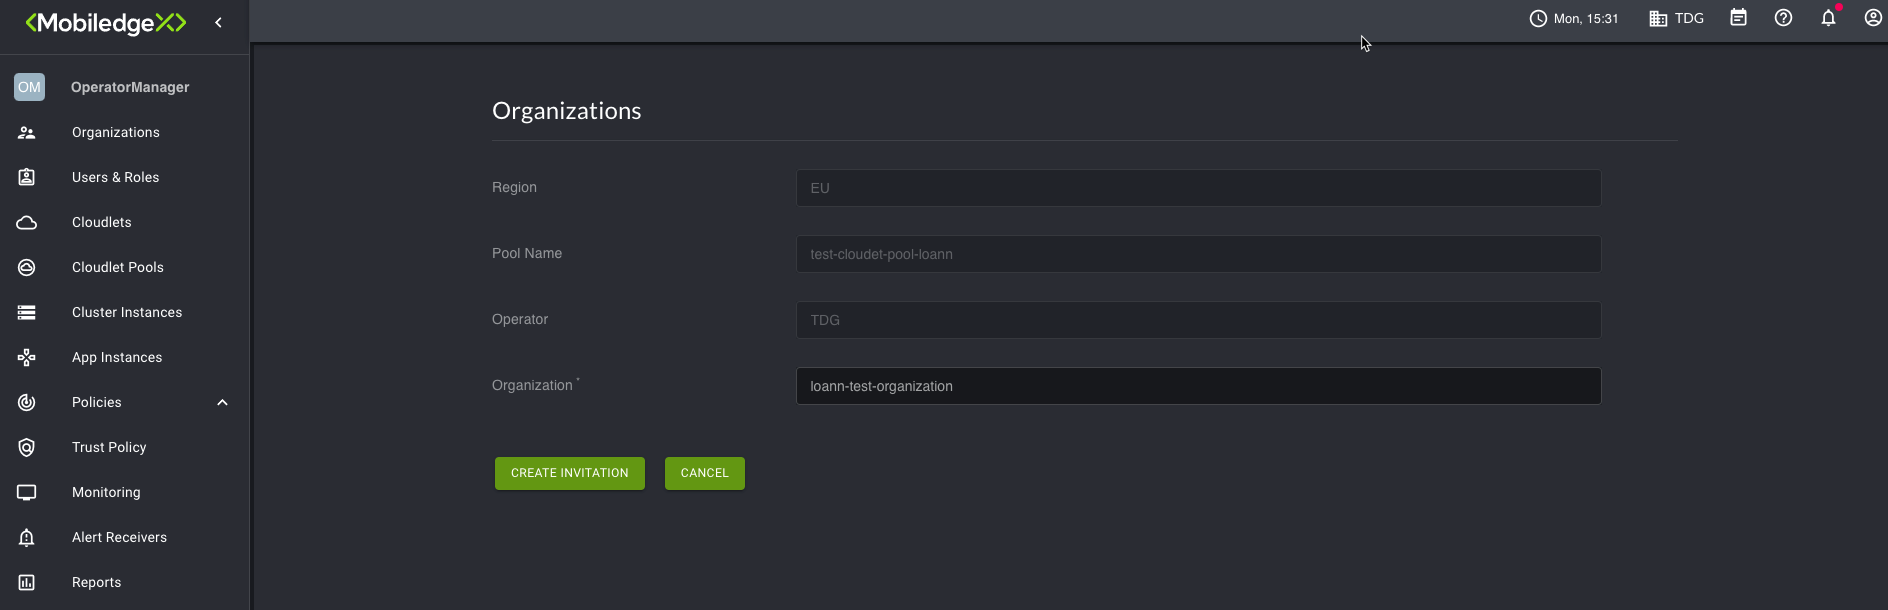 <MobiledgeX>
Mon, 15:31
TDG
OM
OperatorManager
Organizations
Users & Roles
Cloudlets
Cloudlet Pools
Cluster Instances
App Instances
Policies
Trust Policy
Monitoring
Alert Receivers
Reports
Organizations
Region
EU
Pool Name
test-cloudet-pool-loann
Operator
TDG
Organization *
loann-test-organization
CREATE INVITATION
CANCEL